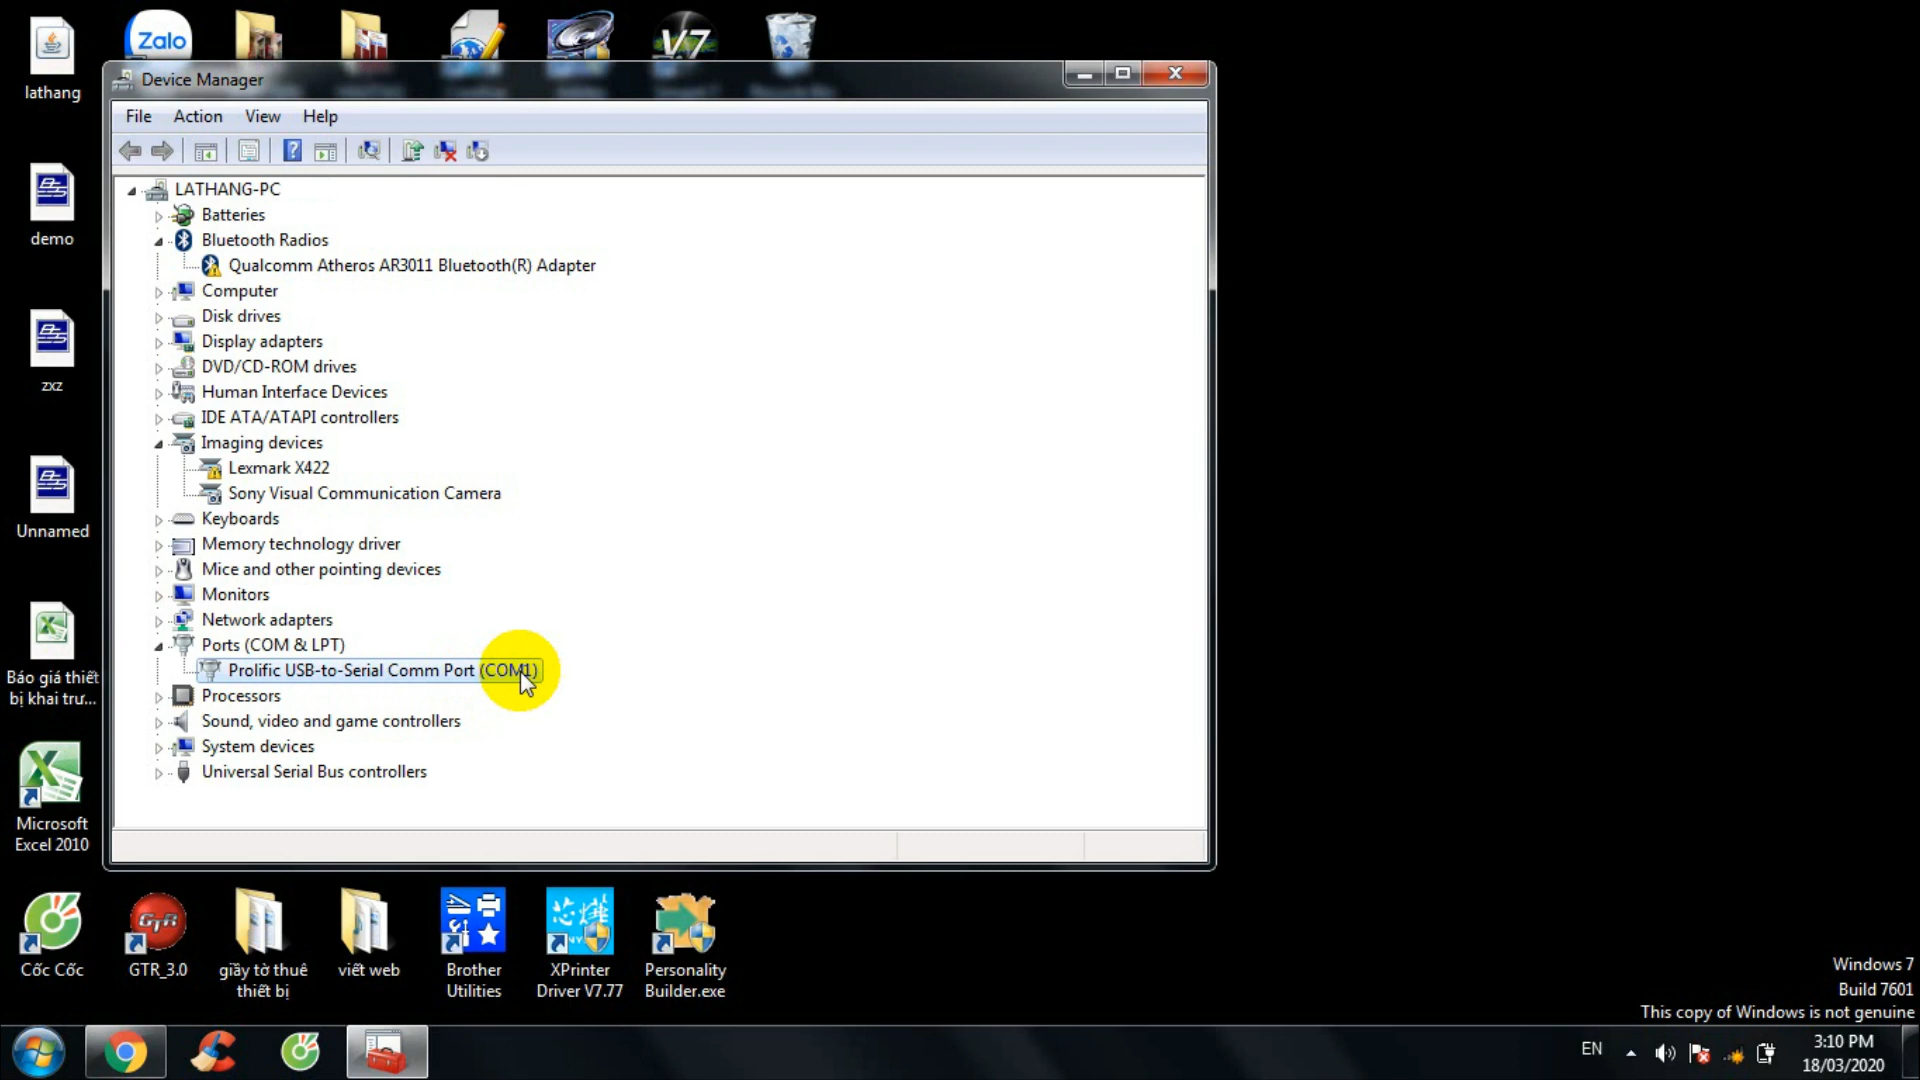 Zalo
V7
lathang
demo
zxz
Unnamed
Báo giá thiết
bị khai trư...
Microsoft
Excel 2010
Device Manager
File Action View Help
LATHANG-PC
Batteries
Bluetooth Radios
Qualcomm Atheros AR3011 Bluetooth(R) Adapter
Computer
Disk drives
Display adapters
DVD/CD-ROM drives
Human Interface Devices
IDE ATA/ATAPI controllers
Imaging devices
Lexmark X422
Sony Visual Communication Camera
Keyboards
Memory technology driver
Mice and other pointing devices
Monitors
Network adapters
Ports (COM & LPT)
Prolific USB-to-Serial Comm Port (COM1)
Processors
Sound, video and game controllers
System devices
Universal Serial Bus controllers
Cốc Cốc
GTR_3.0
giầy tờ thuê
thiết bị
viết web
Brother
Utilities
XPrinter
Driver V7.77
Personality
Builder.exe
Windows 7
Build 7601
This copy of Windows is not genuine
EN
3:10 PM
18/03/2020